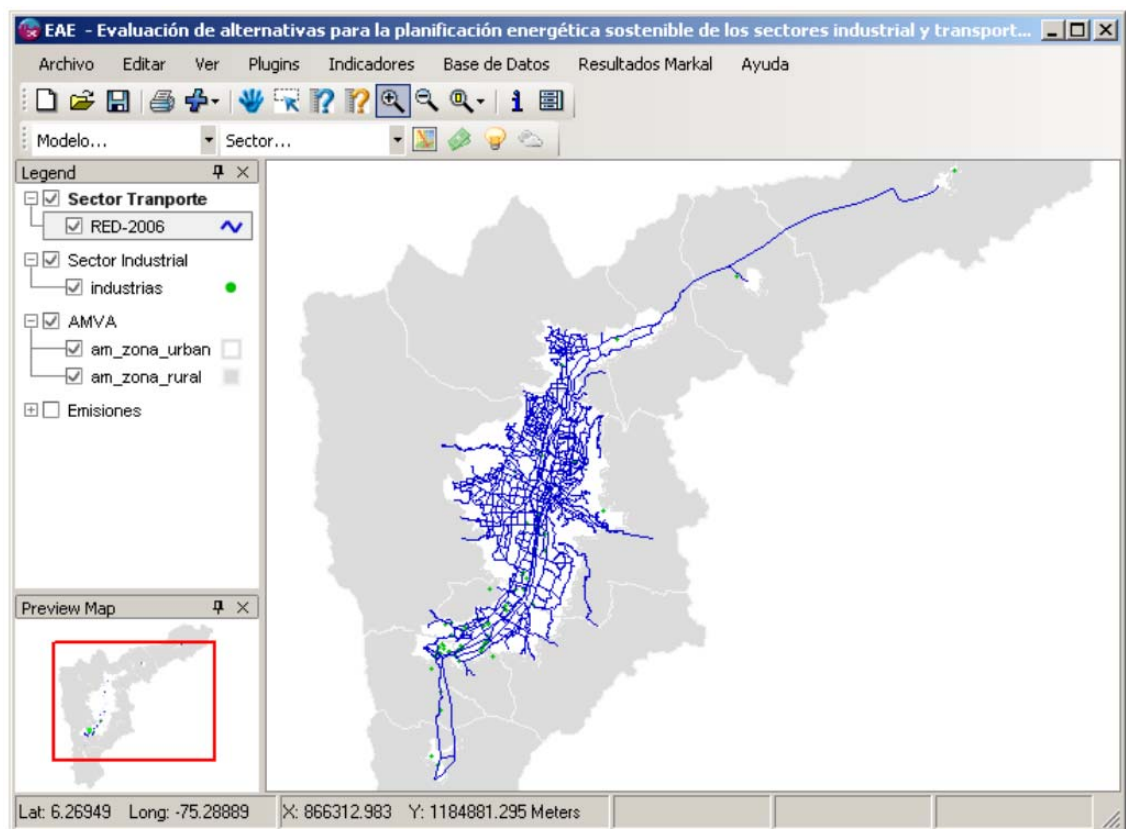 EAE - Evaluación de alternativas para la planificación energética sostenible de los sectores industrial y transport...
Archivo Editar Ver Plugins Indicadores Base de Datos Resultados Markal Ayuda
Modelo... Sector...
Legend
Sector Tranporte
RED-2006
Sector Industrial
industrias
AMVA
am_zona_urban
am_zona_rural
Emisiones
Preview Map
Lat: 6.26949 Long: -75.28889 X: 866312.983 Y: 1184881.295 Meters